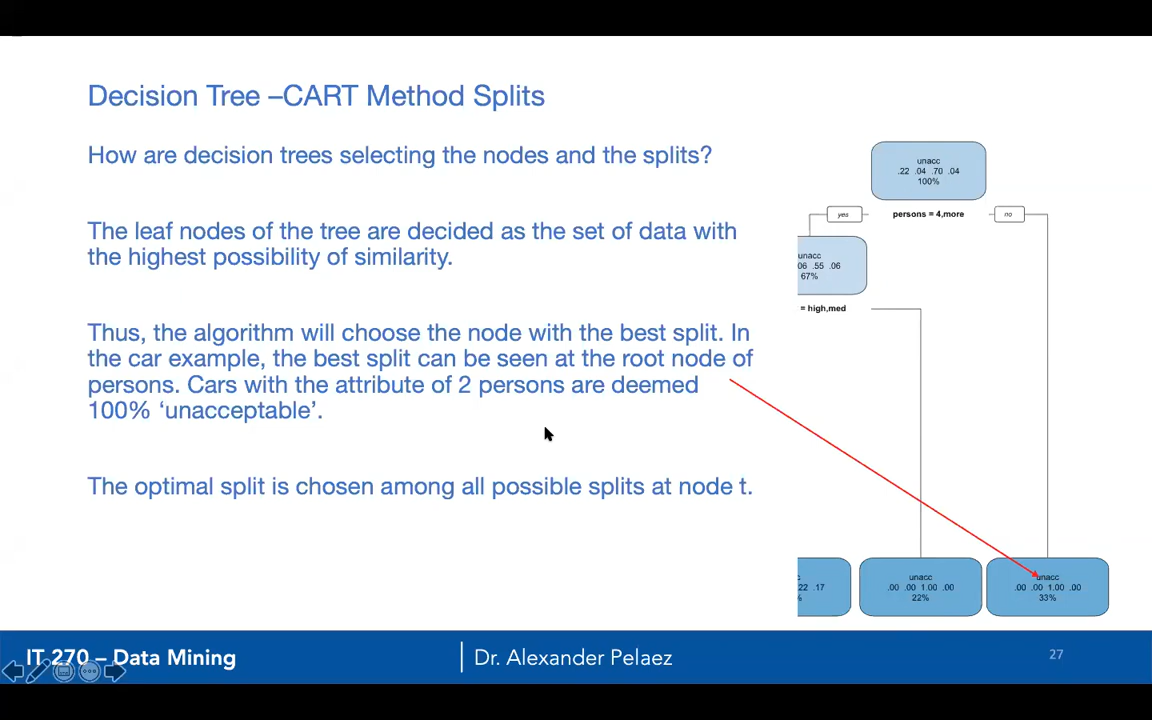 Decision Tree –CART Method Splits
How are decision trees selecting the nodes and the splits?
The leaf nodes of the tree are decided as the set of data with
the highest possibility of similarity.
Thus, the algorithm will choose the node with the best split. In
the car example, the best split can be seen at the root node of
persons. Cars with the attribute of 2 persons are deemed
100% ‘unacceptable’.
The optimal split is chosen among all possible splits at node t.
unacc
.22 .04 .70 .04
100%
yes
persons = 4,more
no
unacc
06 .55 .06
67%
= high,med
22 .17
%
unacc
.00 .00 1.00 .00
22%
unacc
.00 .00 1.00 .00
33%
IT 270 – Data Mining
Dr. Alexander Pelaez
27